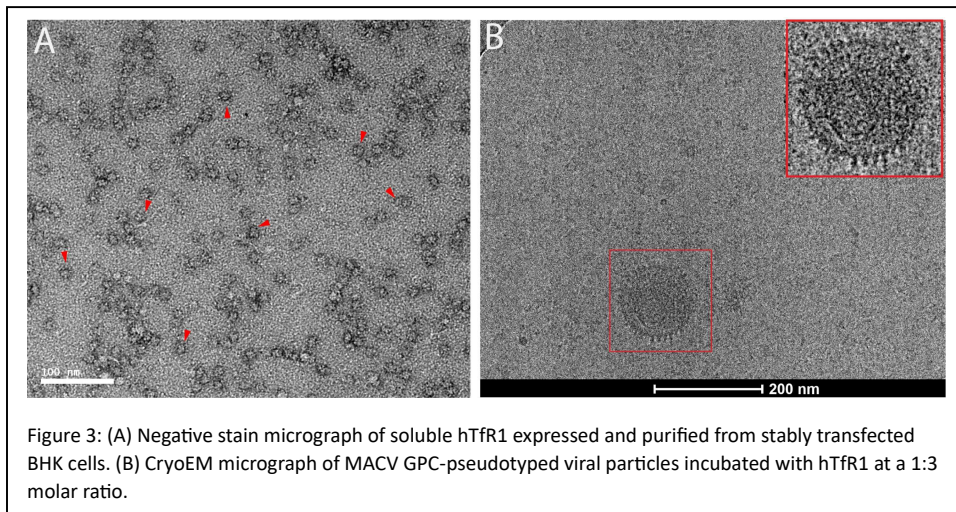 A
B
100 nm
200 nm
Figure 3: (A) Negative stain micrograph of soluble hTfR1 expressed and purified from stably transfected
BHK cells. (B) CryoEM micrograph of MACV GPC-pseudotyped viral particles incubated with hTfR1 at a 1:3
molar ratio.